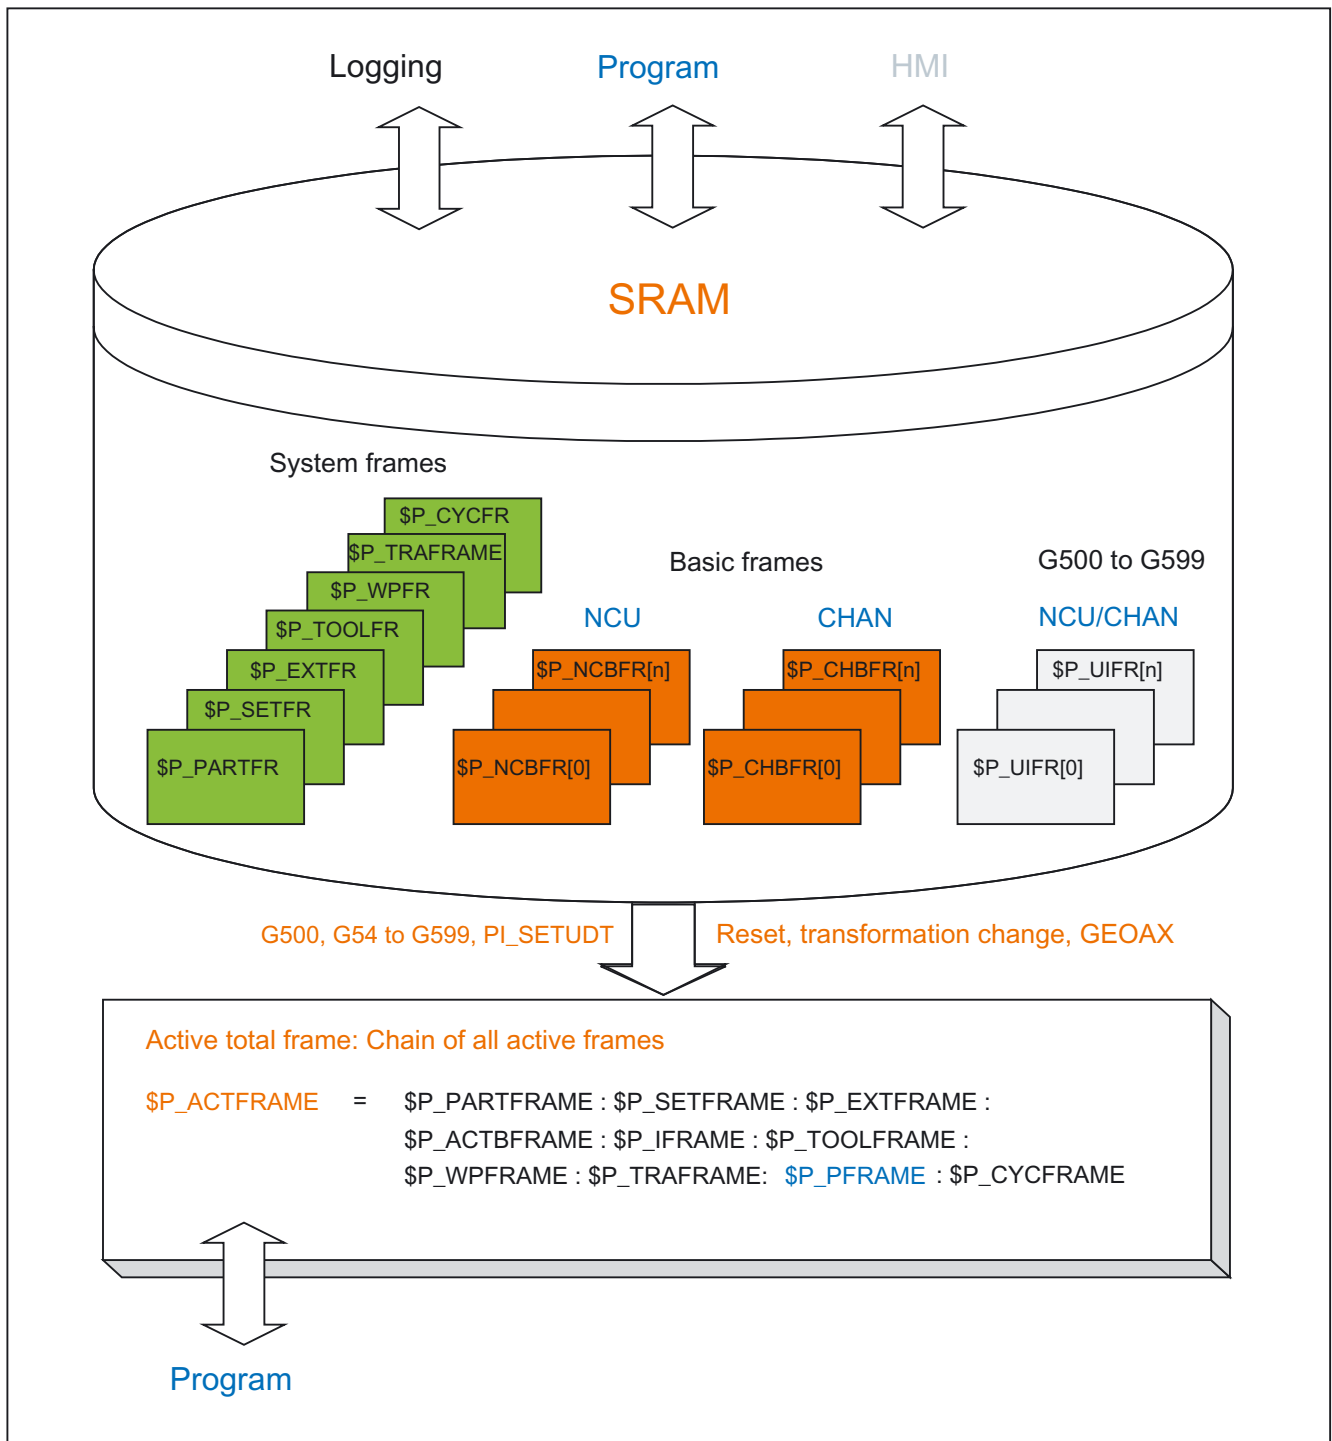 Logging
Program
HMI
SRAM
System frames
$P_CYCFR
$P_TRAFRAME
$P_WPFR
$P_TOOLFR
$P_EXTFR
$P_SETFR
$P_PARTFR
Basic frames
NCU
CHAN
$P_NCBFR[n]
$P_NCBFR[0]
$P_CHBFR[n]
$P_CHBFR[0]
G500 to G599
NCU/CHAN
$P_UIFR[n]
$P_UIFR[0]
G500, G54 to G599, PI_SETUDT
Reset, transformation change, GEOAX
Active total frame: Chain of all active frames
$P_ACTFRAME = $P_PARTFRAME : $P_SETFRAME : $P_EXTFRAME :
$P_ACTBFRAME : $P_IFRAME : $P_TOOLFRAME :
$P_WPFRAME : $P_TRAFRAME: $P_PFRAME : $P_CYCFRAME
Program